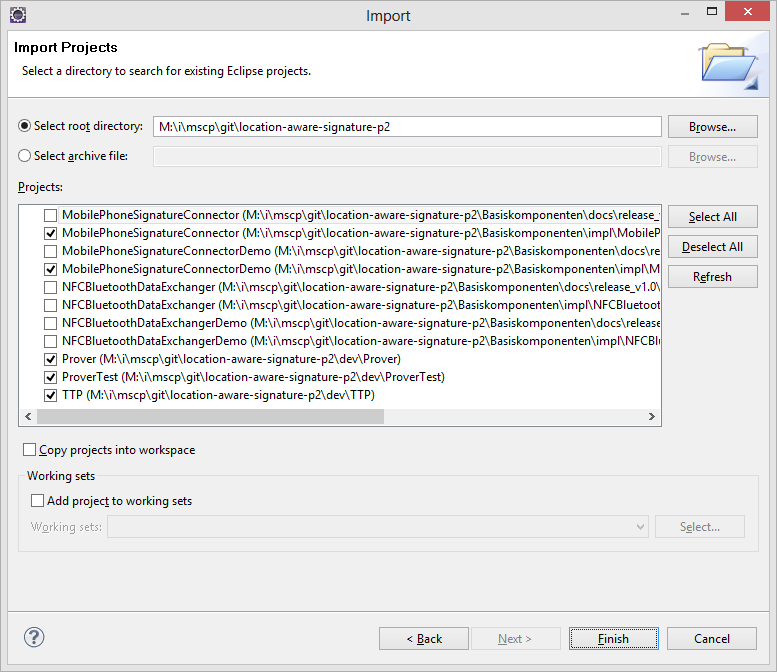 Import
Import Projects
Select a directory to search for existing Eclipse projects.
Select root directory: M:\i\mscp\git\location-aware-signature-p2 Browse...
Select archive file: Browse...
Projects:
MobilePhoneSignatureConnector (M:\i\mscp\git\location-aware-signature-p2\Basiskomponenten\docs\release_
MobilePhoneSignatureConnector (M:\i\mscp\git\location-aware-signature-p2\Basiskomponenten\impl\MobileP
MobilePhoneSignatureConnectorDemo (M:\i\mscp\git\location-aware-signature-p2\Basiskomponenten\docs\re
MobilePhoneSignatureConnectorDemo (M:\i\mscp\git\location-aware-signature-p2\Basiskomponenten\impl\M
NFCBluetoothDataExchanger (M:\i\mscp\git\location-aware-signature-p2\Basiskomponenten\docs\release_v1.0\
NFCBluetoothDataExchanger (M:\i\mscp\git\location-aware-signature-p2\Basiskomponenten\impl\NFCBluetoot
NFCBluetoothDataExchangerDemo (M:\i\mscp\git\location-aware-signature-p2\Basiskomponenten\docs\release
NFCBluetoothDataExchangerDemo (M:\i\mscp\git\location-aware-signature-p2\Basiskomponenten\impl\NFCBl
Prover (M:\i\mscp\git\location-aware-signature-p2\dev\Prover)
ProverTest (M:\i\mscp\git\location-aware-signature-p2\dev\ProverTest)
TTP (M:\i\mscp\git\location-aware-signature-p2\dev\TTP)
Select All
Deselect All
Refresh
Copy projects into workspace
Working sets
Add project to working sets
Working sets: Select...
< Back Next > Finish Cancel